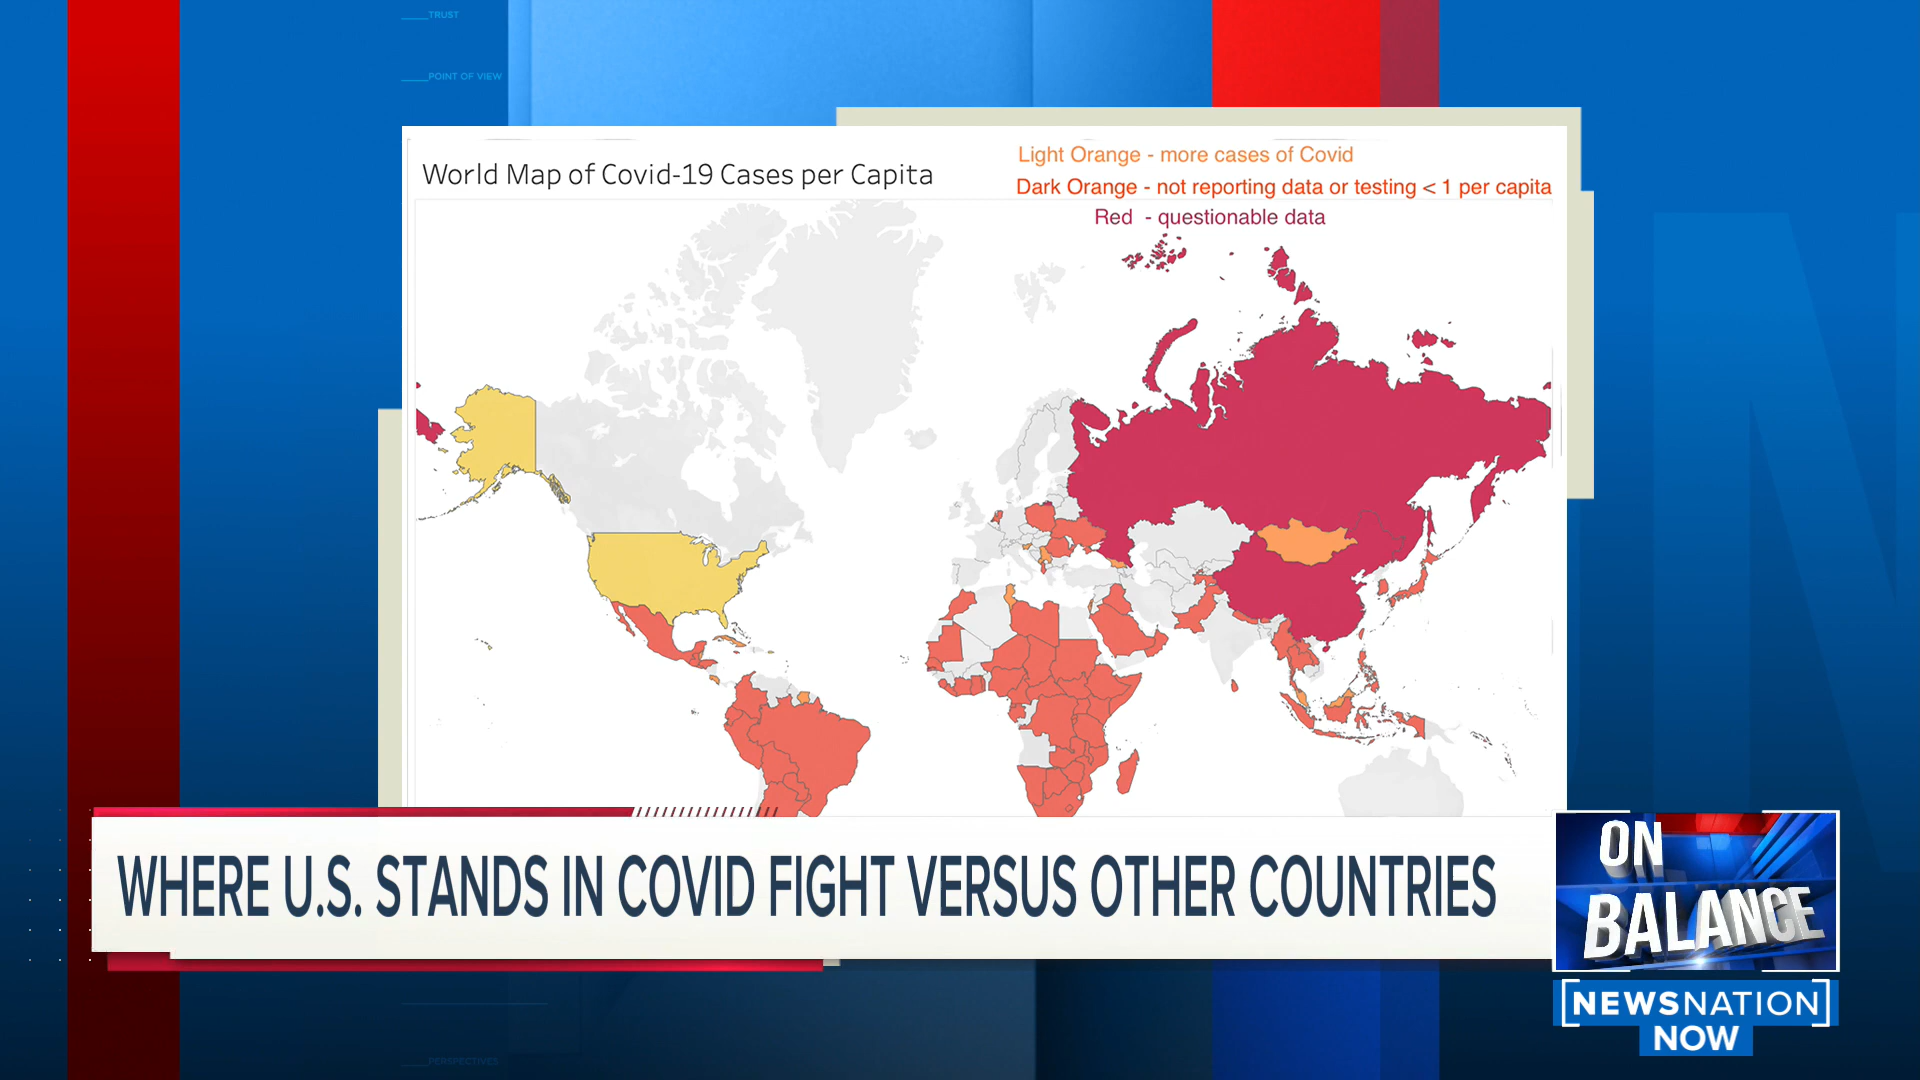 TRUST
POINT OF VIEW
World Map of Covid-19 Cases per Capita
Light Orange - more cases of Covid
Dark Orange - not reporting data or testing < 1 per capita
Red - questionable data
WHERE U.S. STANDS IN COVID FIGHT VERSUS OTHER COUNTRIES
ON
BALANCE
NEWSNATION
NOW
PERSPECTIVES